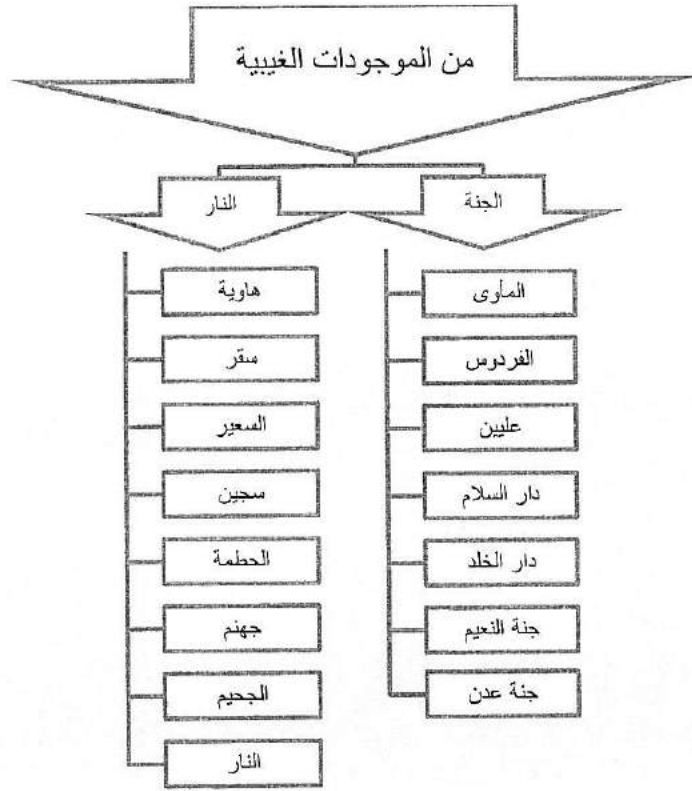 من الموجودات الغيبية
الجنة
المأوى
الفردوس
عليين
دار السلام
دار الخلد
جنة النعيم
جنة عدن
النار
هاوية
سقر
السعير
سجين
الحطمة
جهنم
الجحيم
النار